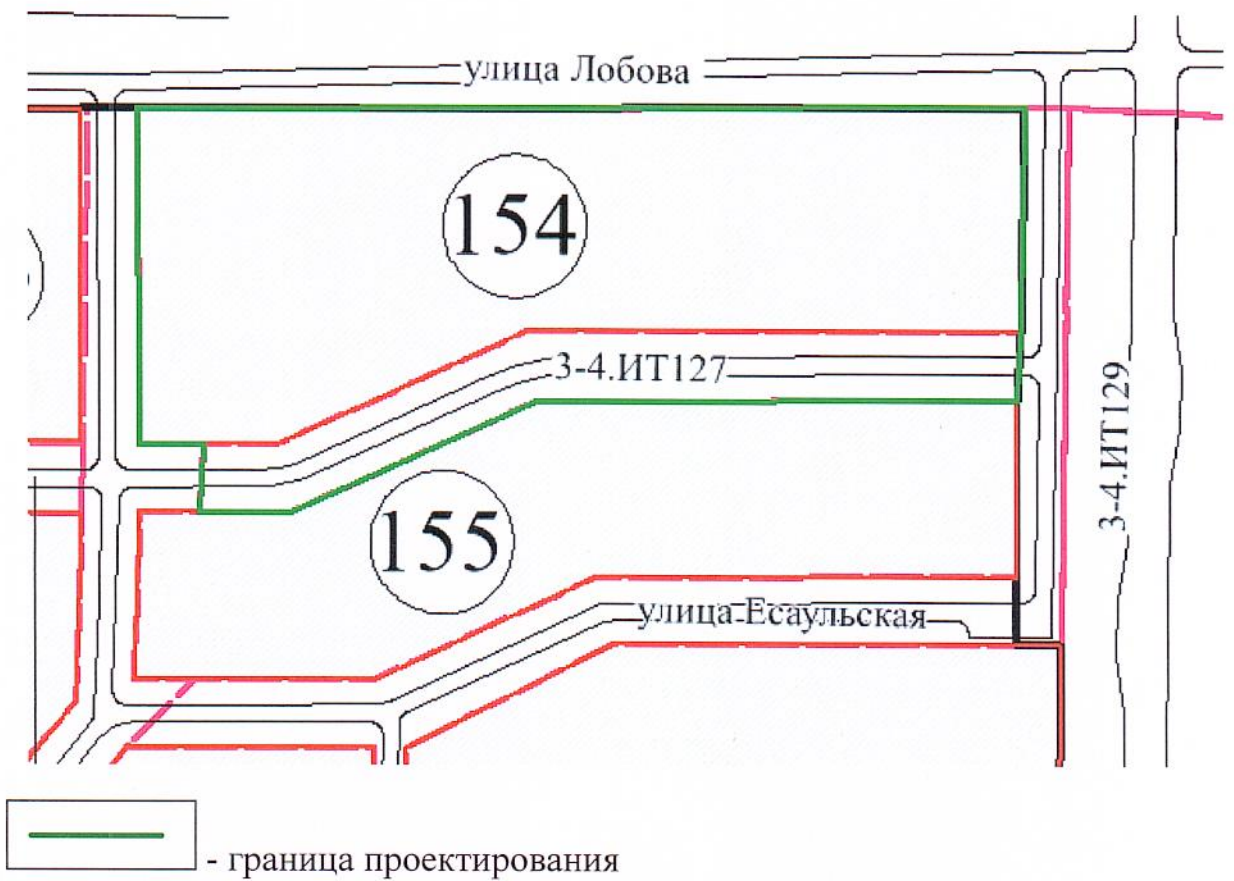 улица Лобова
154
3-4.ИТ127
3-4.ИТ129
155
улица Есаульская
- граница проектирования